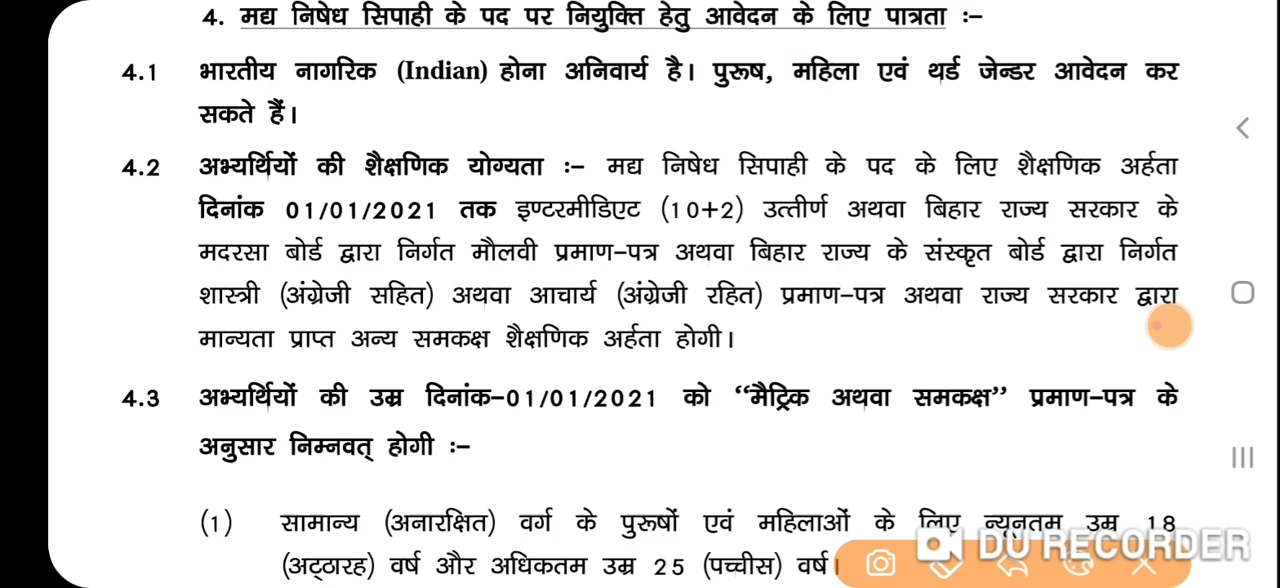 4. मद्य निषेध सिपाही के पद पर नियुक्ति हेतु आवेदन के लिए पात्रता :–
4.1 भारतीय नागरिक (Indian) होना अनिवार्य है। पुरूष, महिला एवं थर्ड जेन्डर आवेदन कर
सकते हैं।
4.2 अभ्यर्थियों की शैक्षणिक योग्यता :– मद्य निषेध सिपाही के पद के लिए शैक्षणिक अर्हता
दिनांक 01/01/2021 तक इण्टरमीडिएट (10+2) उत्तीर्ण अथवा बिहार राज्य सरकार के
मदरसा बोर्ड द्वारा निर्गत मौलवी प्रमाण–पत्र अथवा बिहार राज्य के संस्कृत बोर्ड द्वारा निर्गत
शास्त्री (अंग्रेजी सहित) अथवा आचार्य (अंग्रेजी रहित) प्रमाण–पत्र अथवा राज्य सरकार द्वारा
मान्यता प्राप्त अन्य समकक्ष शैक्षणिक अर्हता होगी।
4.3 अभ्यर्थियों की उम्र दिनांक–01/01/2021 को “मैट्रिक अथवा समकक्ष” प्रमाण–पत्र के
अनुसार निम्नवत् होगी :–
(1) सामान्य (अनारक्षित) वर्ग के पुरूषों एवं महिलाओं के लिए न्यूनतम उम्र 18
(अट्ठारह) वर्ष और अधिकतम उम्र 25 (पच्चीस) वर्ष।
DU RECORDER